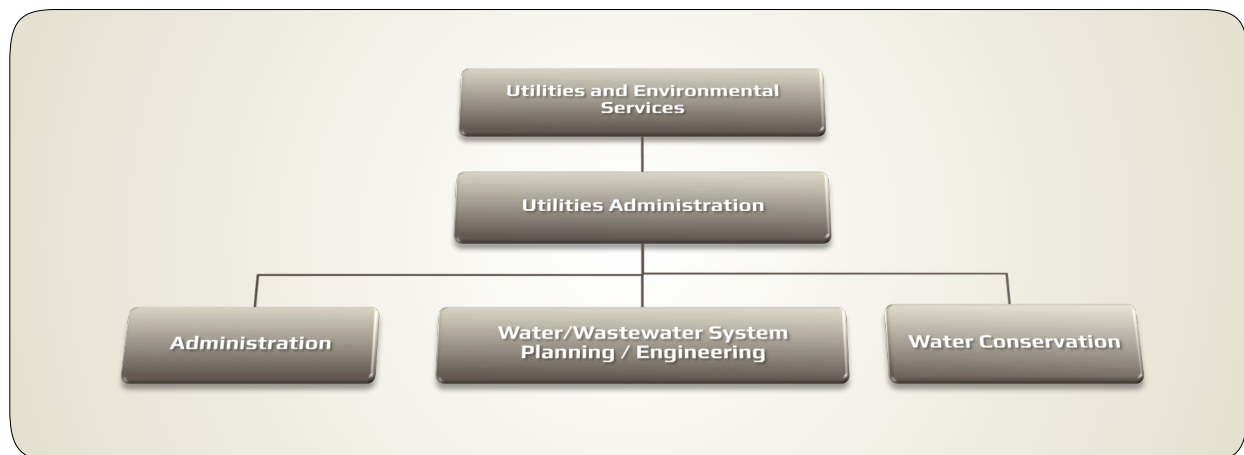 Utilities and Environmental
Services
Utilities Administration
Administration
Water/Wastewater System
Planning / Engineering
Water Conservation